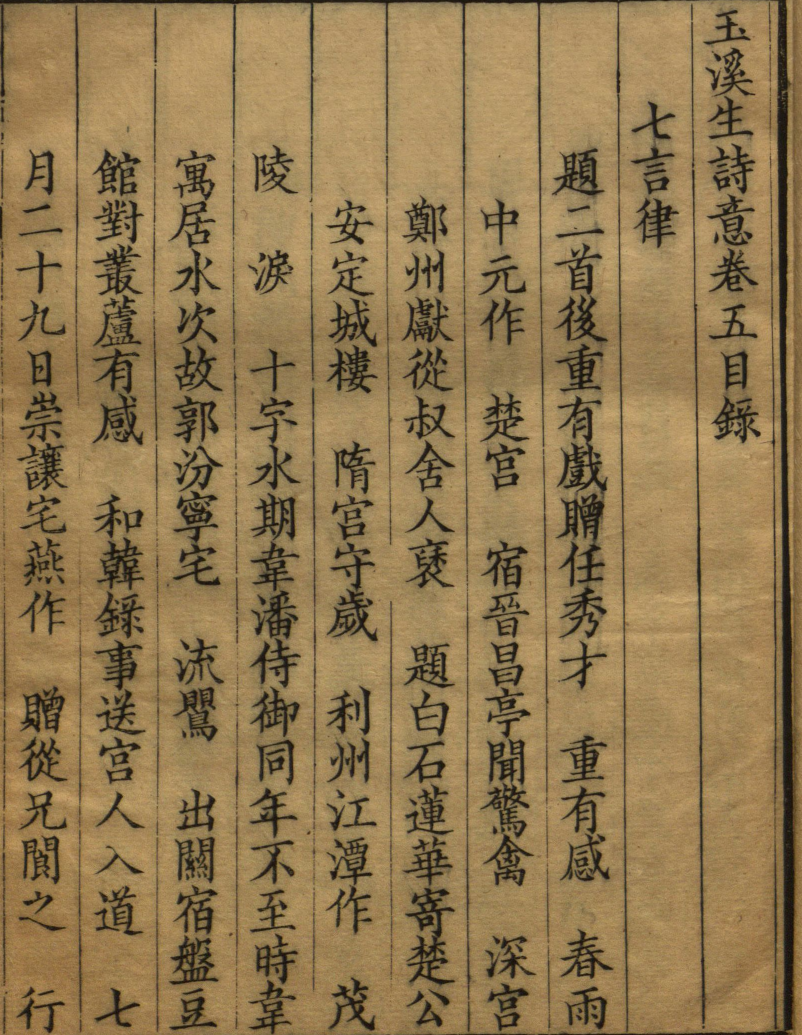 玉溪生詩意卷五目錄
七言律
題二首後重有戲贈任秀才　重有感　春雨
中元作　楚宮　宿晉昌亭聞驚禽　深宮
鄭州獻從叔舍人裦　題白石蓮華寄楚公
安定城樓　隋宮守歲　利州江潭作　茂
陵　淚　十字水期韋潘侍御同年不至時韋
寓居水次故郭汾寧宅　流鶯　出關宿盤豆
館對叢蘆有感　和韓錄事送宮人入道　七
月二十九日崇讓宅燕作　贈從兄閬之　行